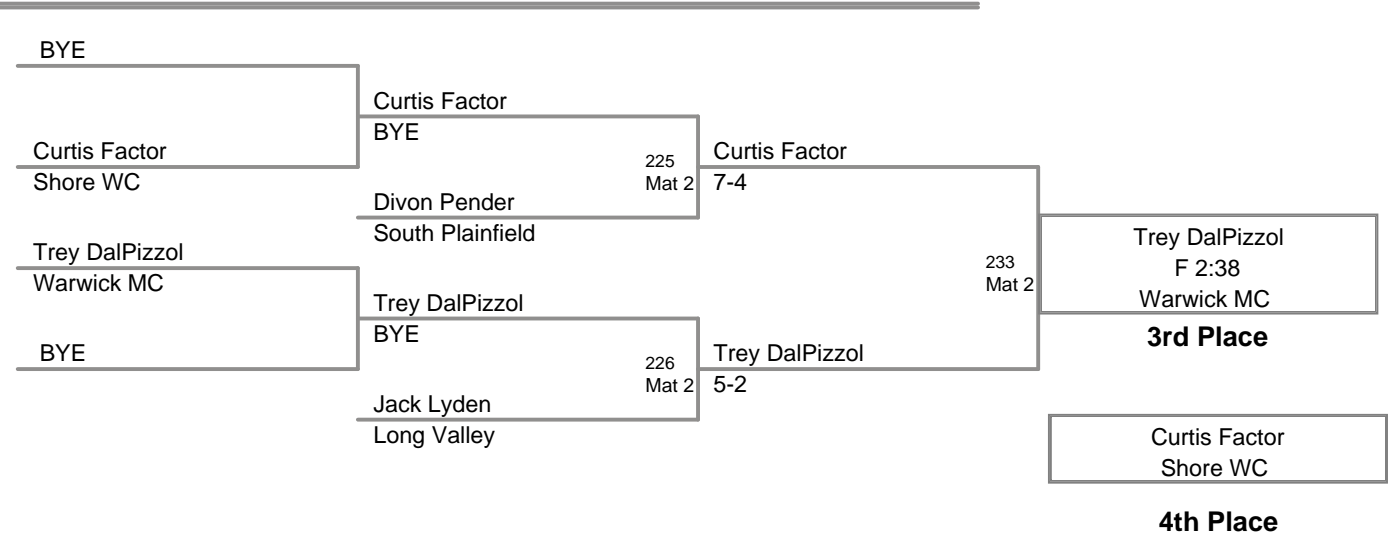 BYE
Curtis Factor
BYE
Curtis Factor
Shore WC
225
Mat 2
Curtis Factor
7-4
Divon Pender
South Plainfield
Trey DalPizzol
Warwick MC
233
Mat 2
Trey DalPizzol
F 2:38
Warwick MC
3rd Place
Trey DalPizzol
BYE
BYE
226
Mat 2
Trey DalPizzol
5-2
Jack Lyden
Long Valley
Curtis Factor
Shore WC
4th Place